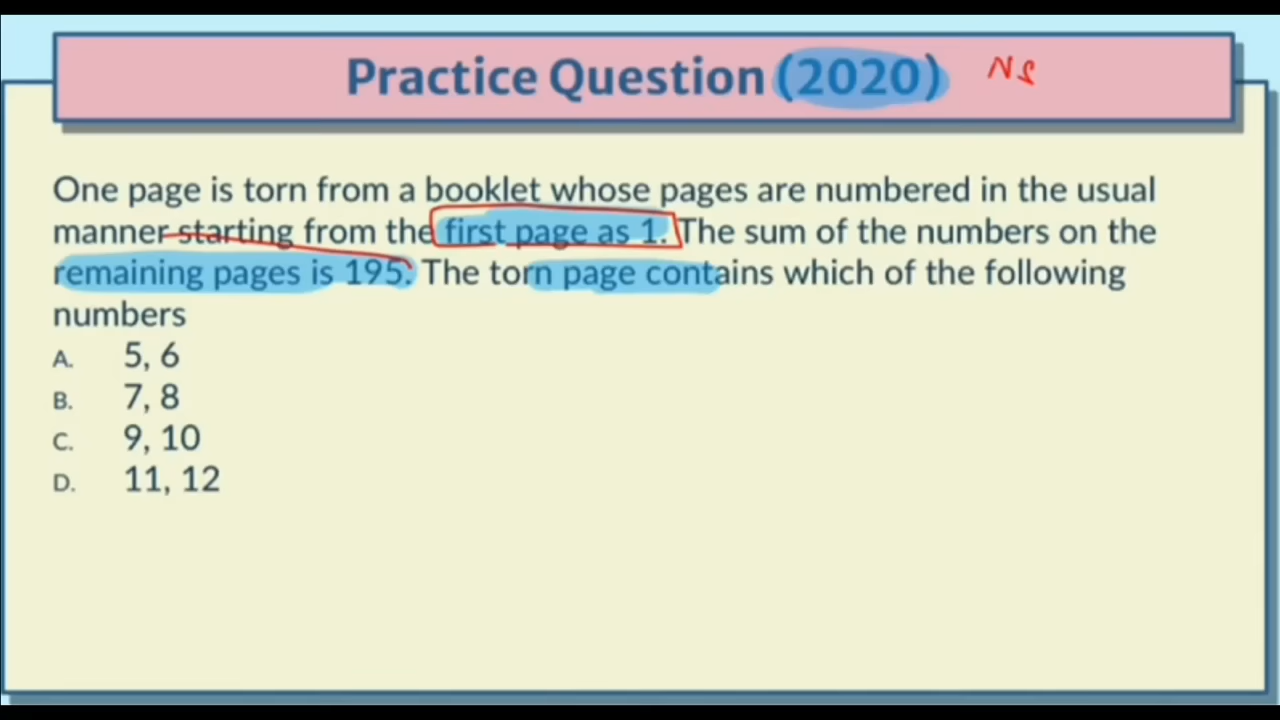 Practice Question (2020) NS
One page is torn from a booklet whose pages are numbered in the usual
manner starting from the first page as 1. The sum of the numbers on the
remaining pages is 195. The torn page contains which of the following
numbers
A. 5, 6
B. 7, 8
C. 9, 10
D. 11, 12